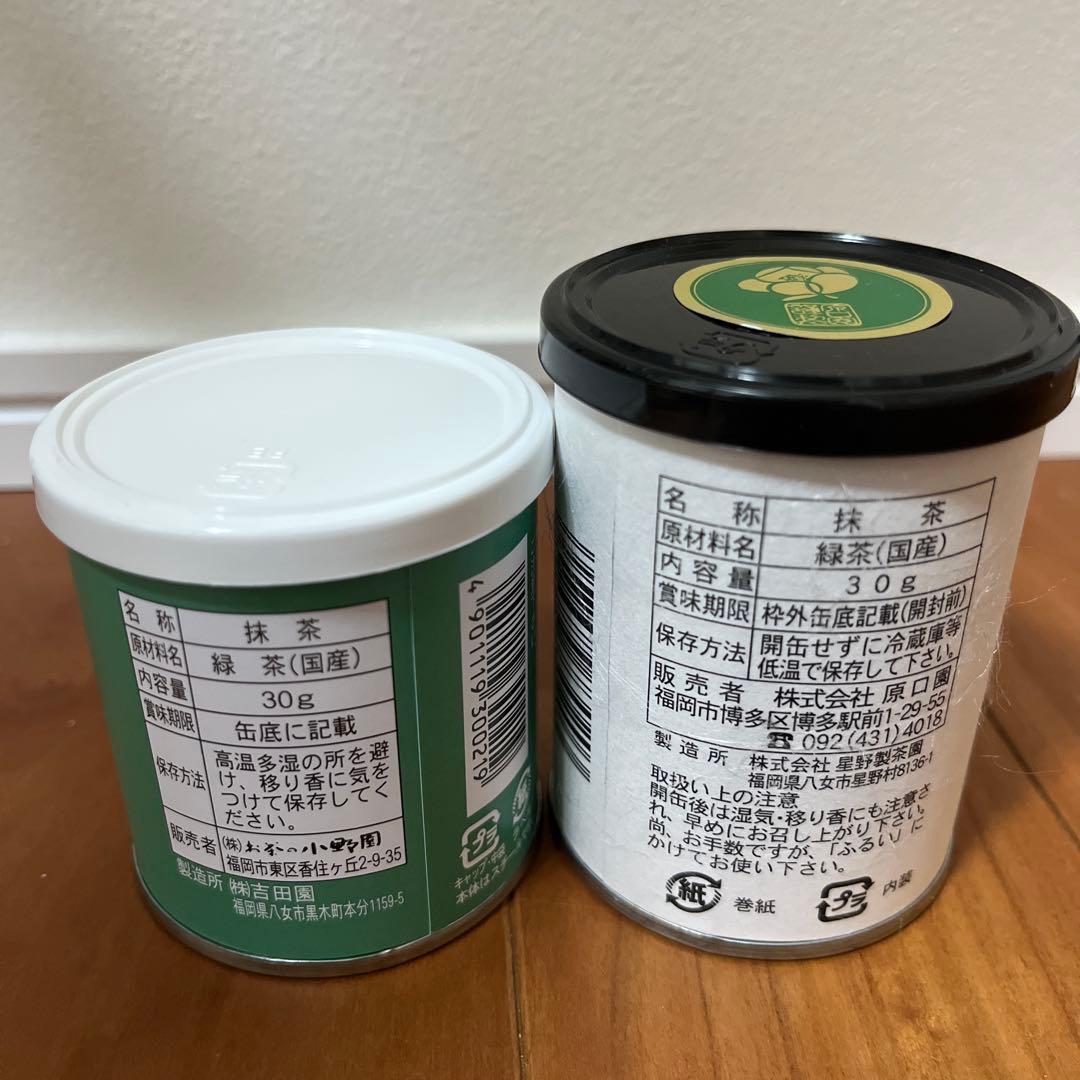 名 称 抹 茶
原材料名 緑 茶(国産)
内容量 30g
賞味期限 缶底に記載
保存方法 高温多湿の所を避
け、移り香に気を
つけて保存してく
ださい。
販売者 (株)お茶の小野園
福岡市東区香住ヶ丘2-9-35
製造所 (株)吉田園
福岡県八女市黒木町本分1159-5
4 901119 300219
プラ
名 称 抹 茶
原材料名 緑茶(国産)
内容量 30g
賞味期限 枠外缶底記載(開封前)
保存方法 開缶せずに冷蔵庫等
低温で保存して下さい。
販売者 株式会社 原口園
福岡市博多区博多駅前1-29-55
☎ 092(431)4018
製造所 株式会社 星野製茶園
福岡県八女市星野村8136-1
取扱い上の注意
開缶後は湿気・移り香にも注意さ
れ、早めにお召し上がり下さい。
尚、お手数ですが、「ふるい」に
かけてお使い下さい。
紙 巻紙 プラ 内装